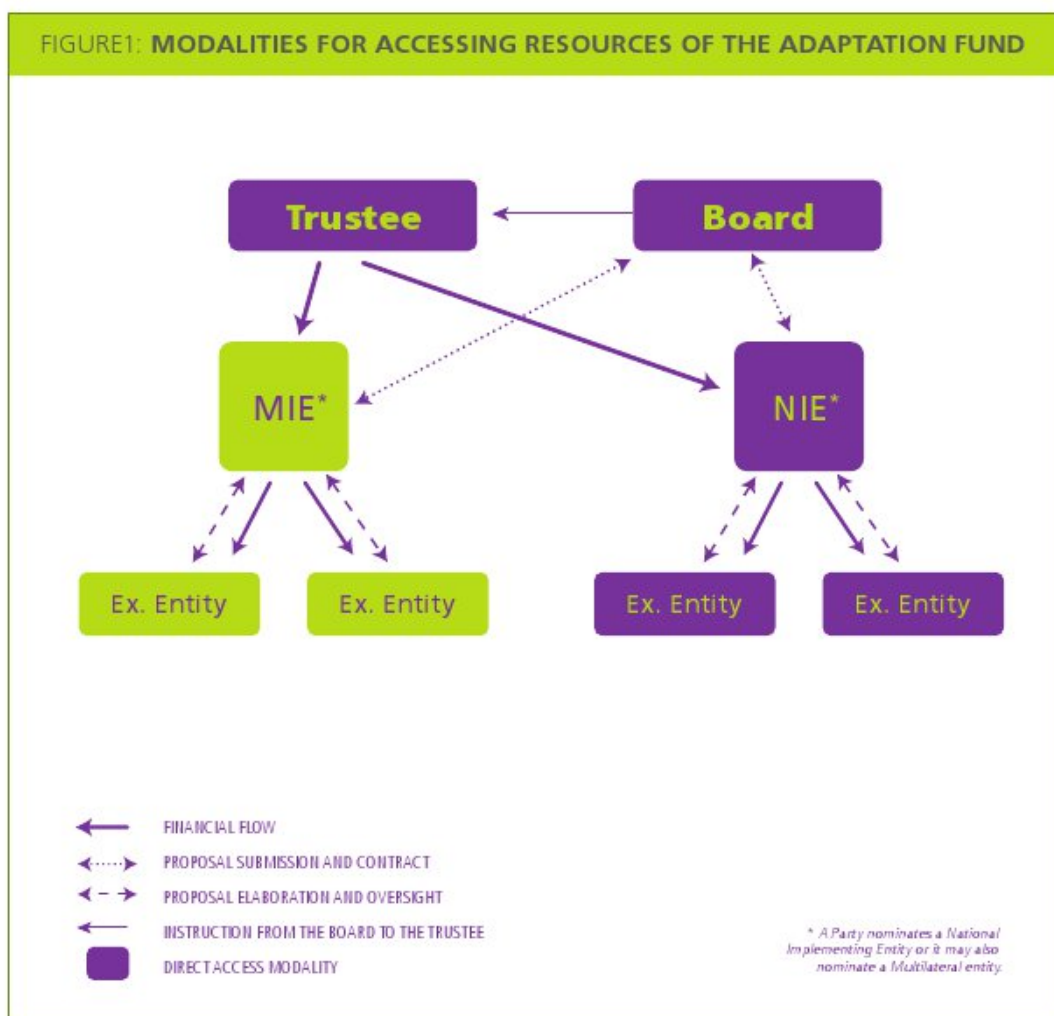 FIGURE1: MODALITIES FOR ACCESSING RESOURCES OF THE ADAPTATION FUND
Trustee
Board
MIE*
NIE*
Ex. Entity
Ex. Entity
Ex. Entity
Ex. Entity
FINANCIAL FLOW
PROPOSAL SUBMISSION AND CONTRACT
PROPOSAL ELABORATION AND OVERSIGHT
INSTRUCTION FROM THE BOARD TO THE TRUSTEE
DIRECT ACCESS MODALITY
* A Party nominates a National
Implementing Entity or it may also
nominate a Multilateral entity.